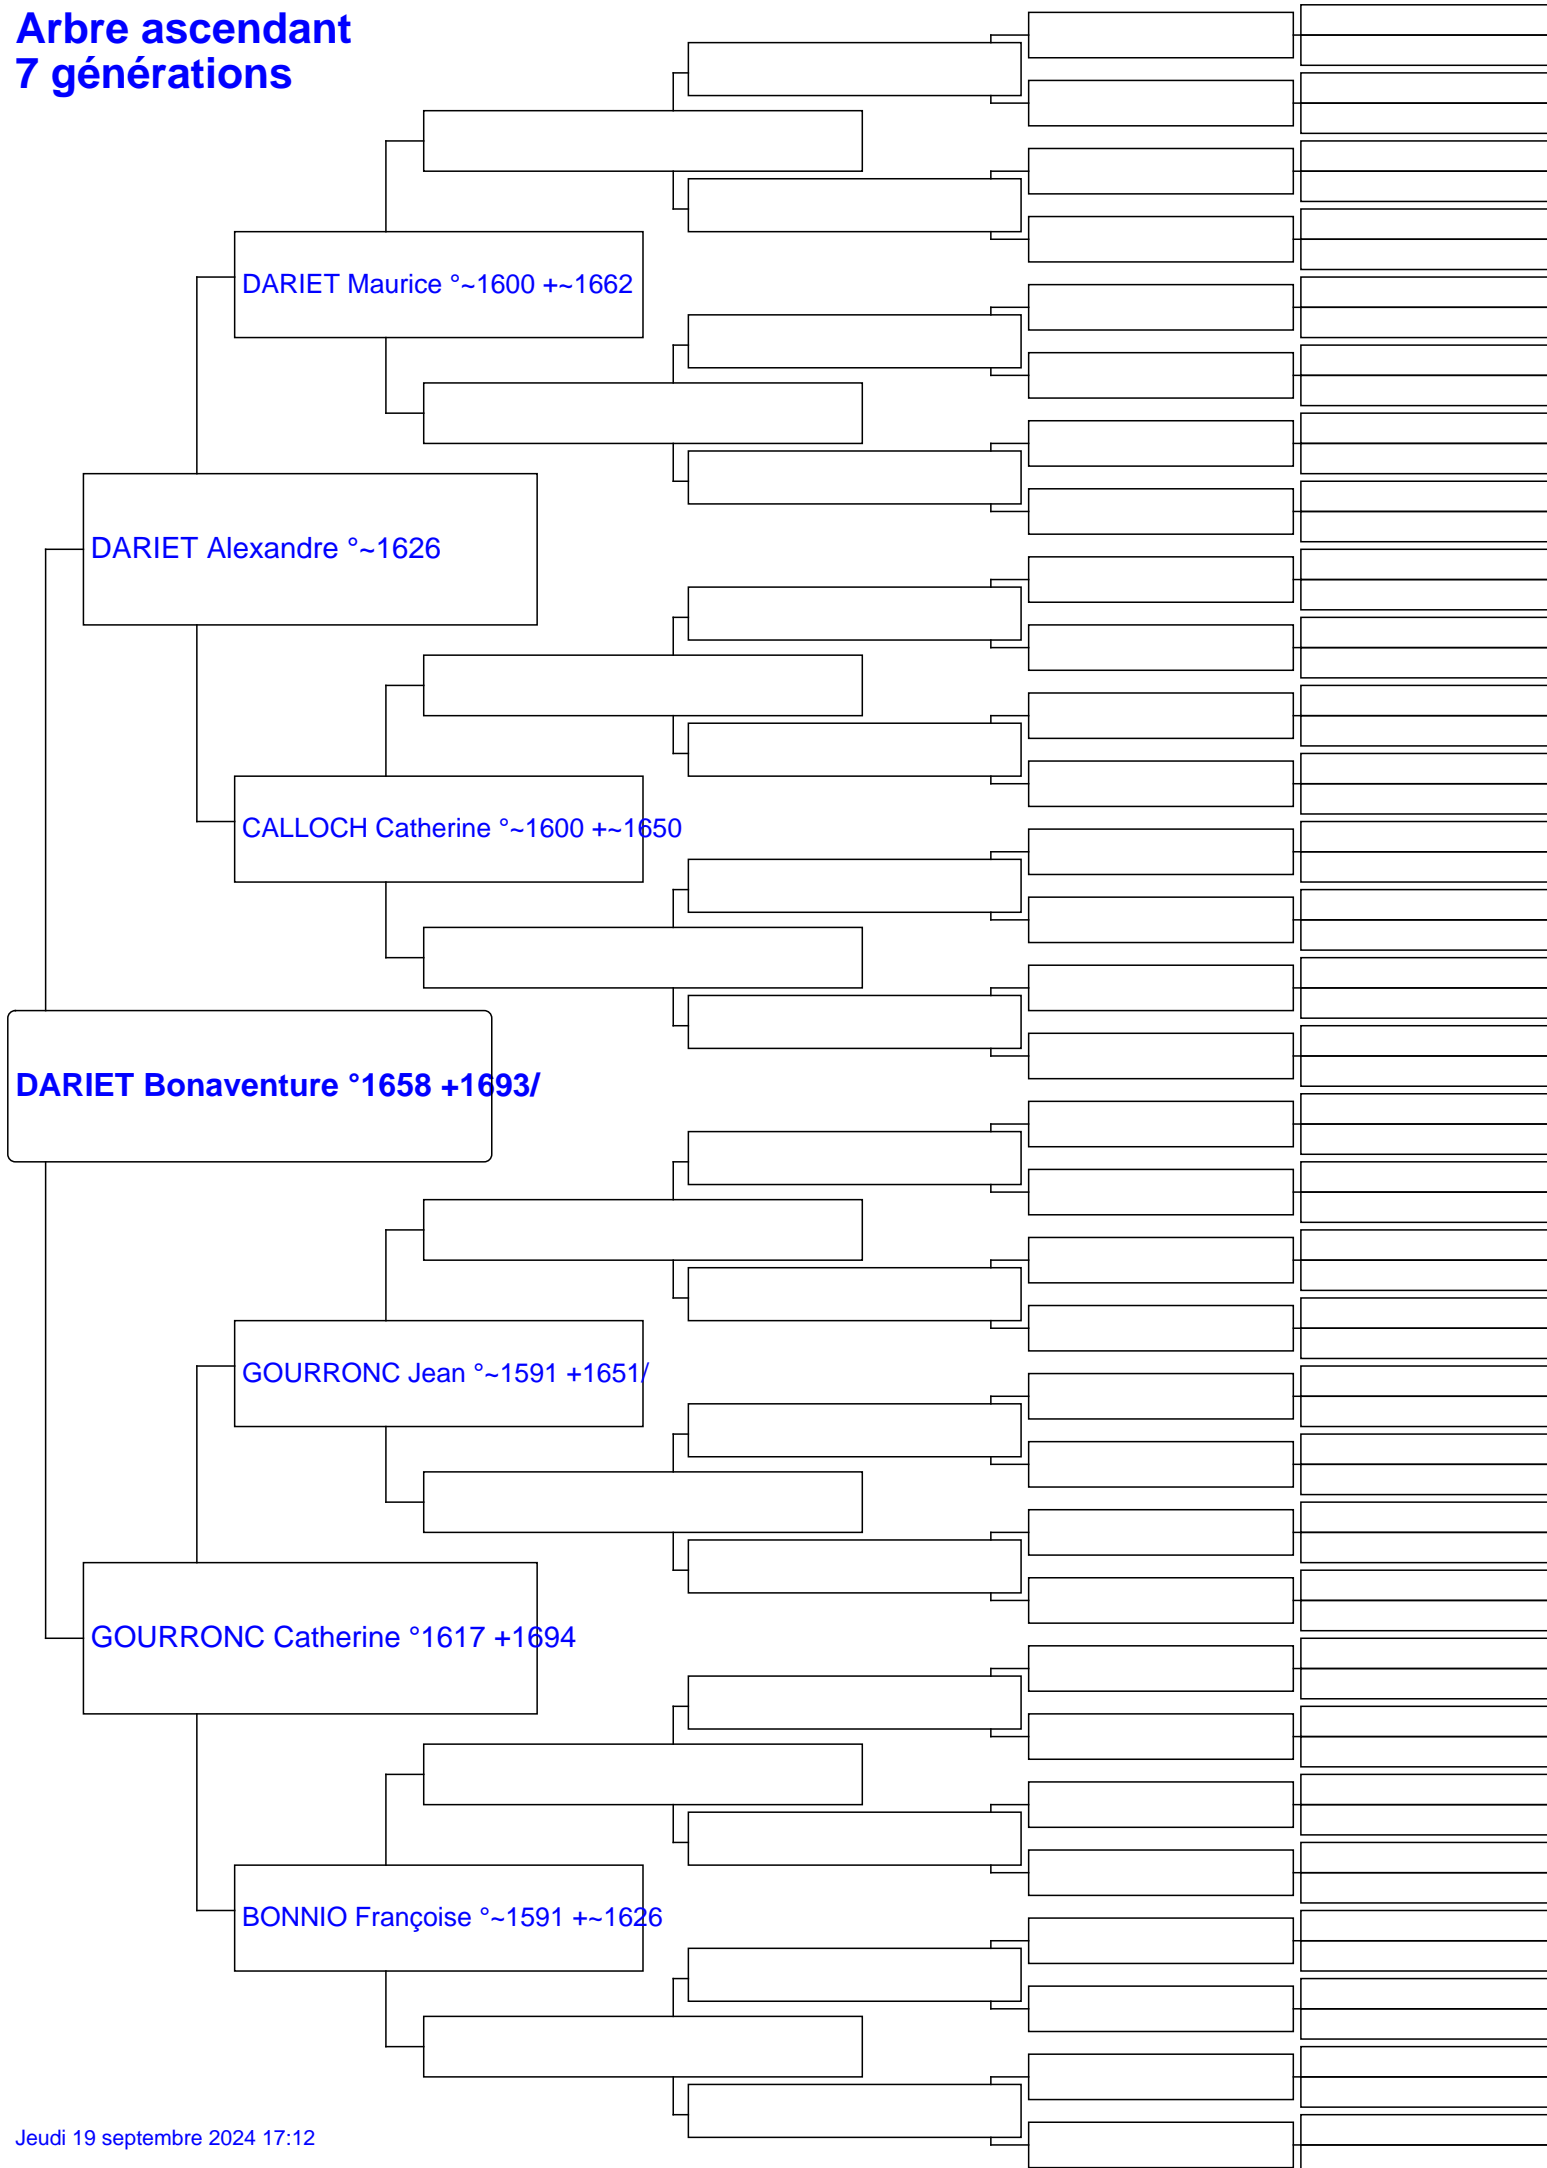 Arbre ascendant
7 générations
DARIET Maurice °~1600 +~1662
DARIET Alexandre °~1626
CALLOCH Catherine °~1600 +~1650
DARIET Bonaventure °1658 +1693/
GOURRONC Jean °~1591 +1651/
GOURRONC Catherine °1617 +1694
BONNIO Françoise °~1591 +~1626
Jeudi 19 septembre 2024 17:12